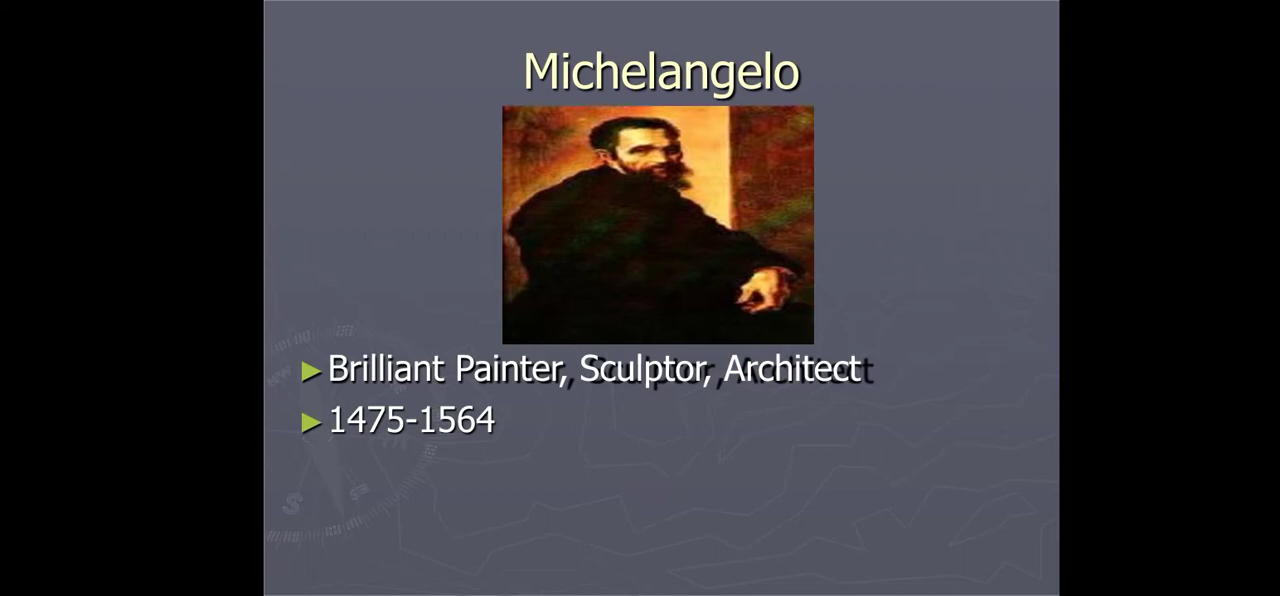 Michelangelo
►Brilliant Painter, Sculptor, Architect
►1475-1564
S